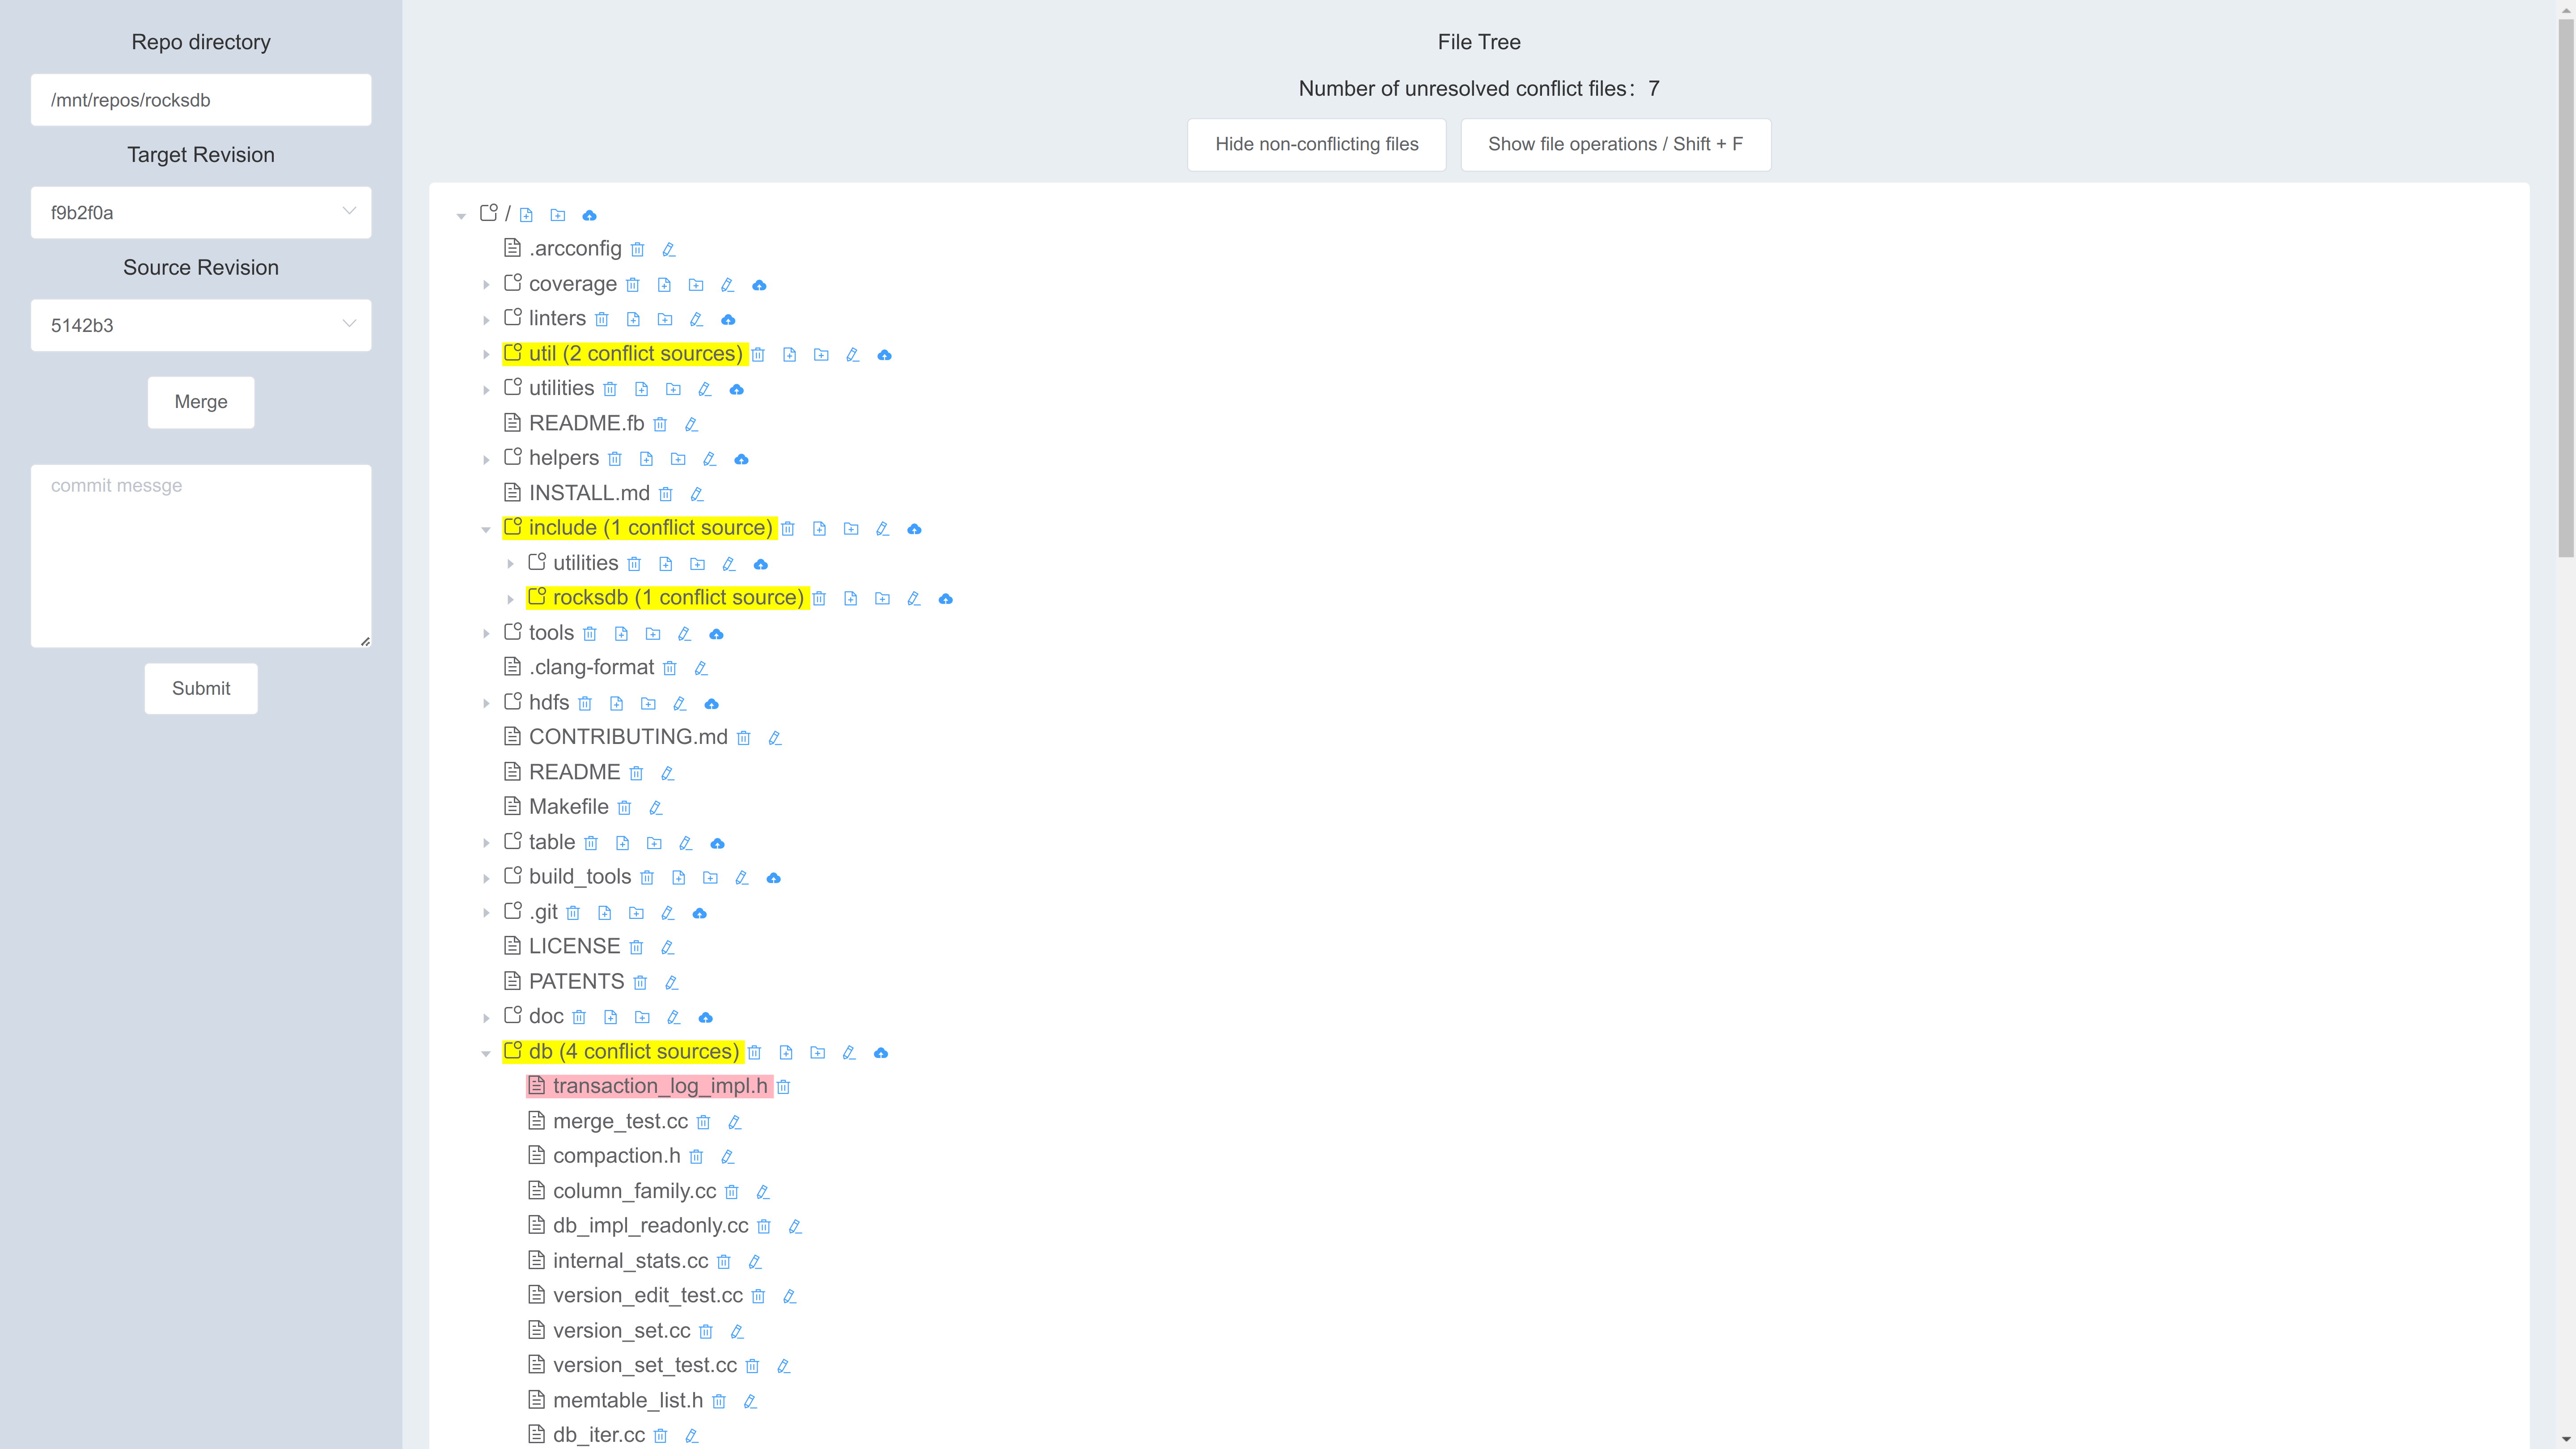 Repo directory
/mnt/repos/rocksdb
Target Revision
f9b2f0a
Source Revision
5142b3
Merge
commit messge
Submit
File Tree
Number of unresolved conflict files： 7
Hide non-conflicting files
Show file operations / Shift + F
/
.arcconfig
coverage
linters
util (2 conflict sources)
utilities
README.fb
helpers
INSTALL.md
include (1 conflict source)
utilities
rocksdb (1 conflict source)
tools
.clang-format
hdfs
CONTRIBUTING.md
README
Makefile
table
build_tools
.git
LICENSE
PATENTS
doc
db (4 conflict sources)
transaction_log_impl.h
merge_test.cc
compaction.h
column_family.cc
db_impl_readonly.cc
internal_stats.cc
version_edit_test.cc
version_set.cc
version_set_test.cc
memtable_list.h
db_iter.cc